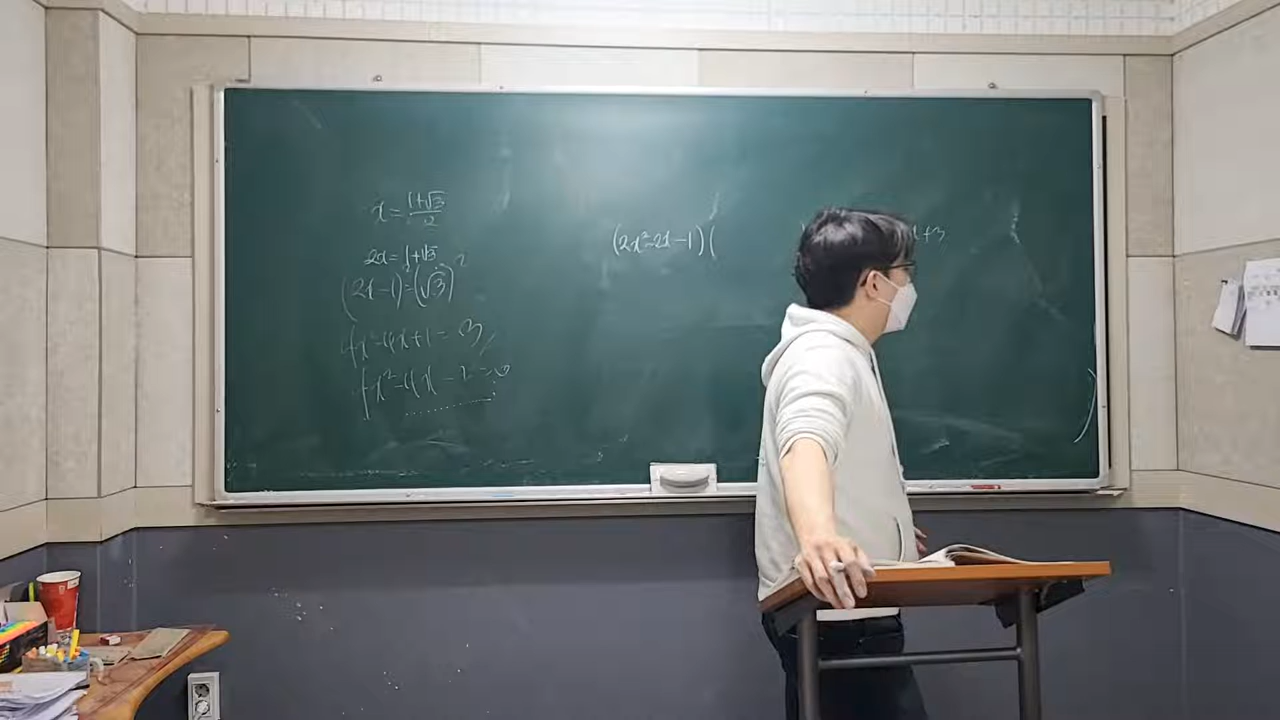 x = (1+√3)/2
2x = 1+√3
(2x-1)² = (√3)²
4x²-4x+1 = 3
4x²-4x-2=0
(2x²-2x-1)(
+3